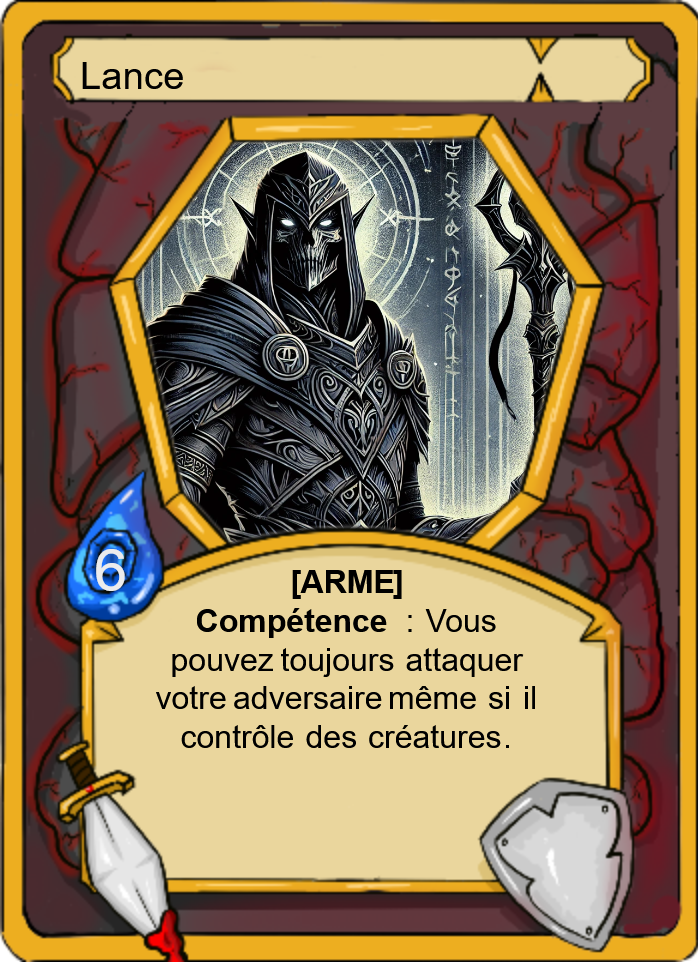 Lance
6
[ARME]
Compétence : Vous
pouvez toujours attaquer
votre adversaire même si il
contrôle des créatures.